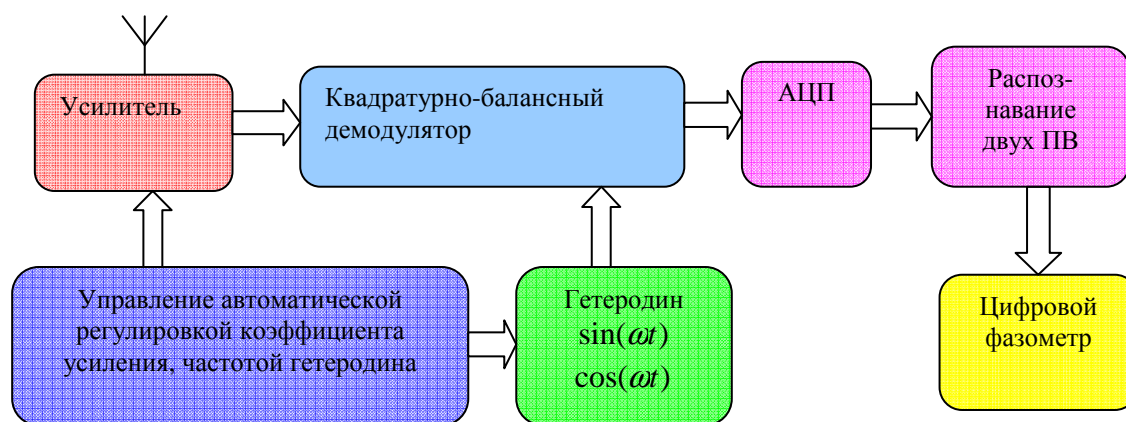 Усилитель
Квадратурно-балансный
демодулятор
АЦП
Распоз-
навание
двух ПВ
Управление автоматической
регулировкой коэффициента
усиления, частотой гетеродина
Гетеродин
sin(ωt)
cos(ωt)
Цифровой
фазометр